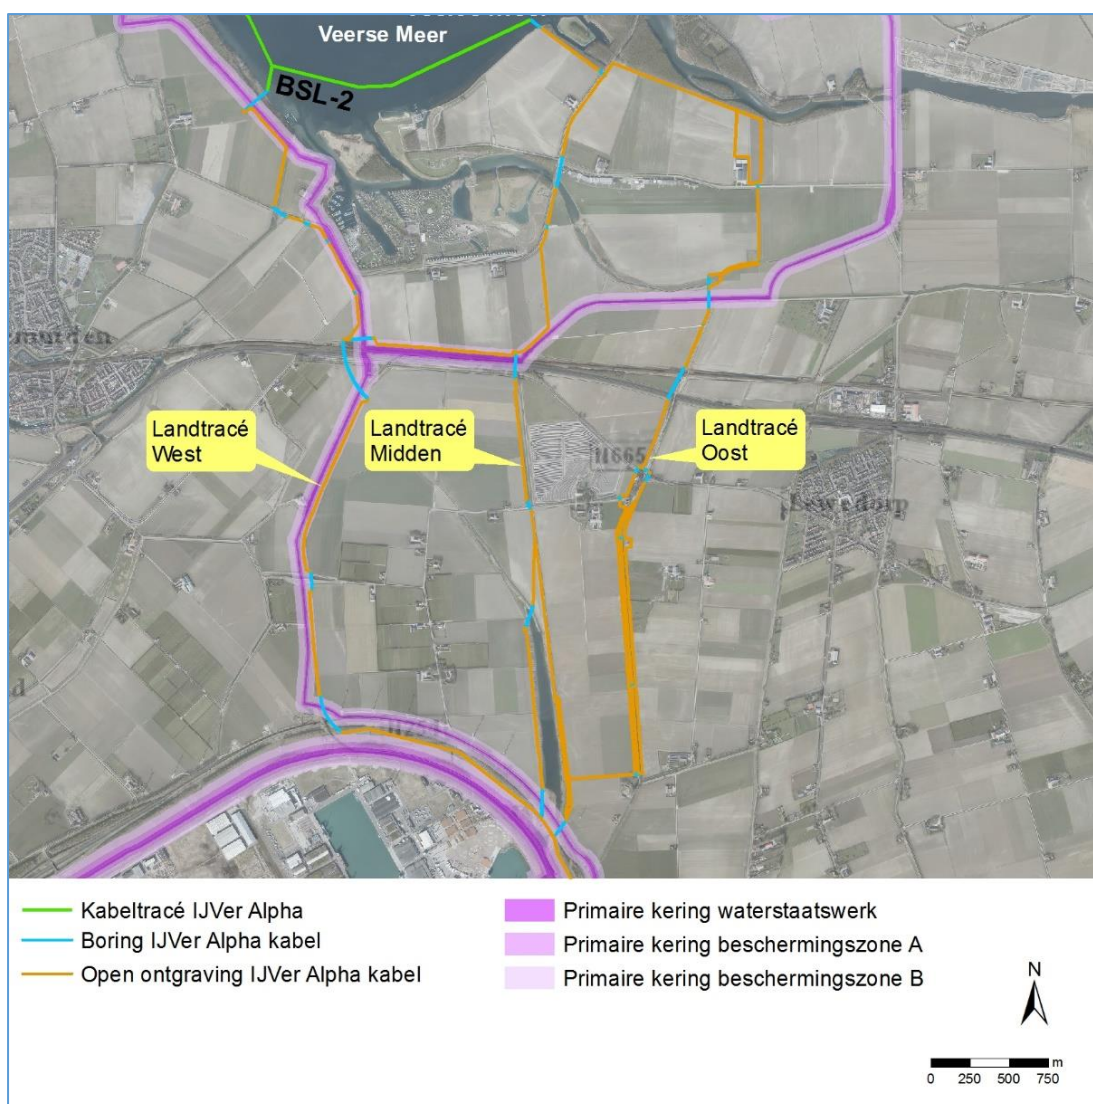 Veerse Meer
BSL-2
Landtracé
West
Landtracé
Midden
Landtracé
Oost
N665
Kabeltracé IJVer Alpha
Boring IJVer Alpha kabel
Open ontgraving IJVer Alpha kabel
Primaire kering waterstaatswerk
Primaire kering beschermingszone A
Primaire kering beschermingszone B
N
m
0 250 500 750